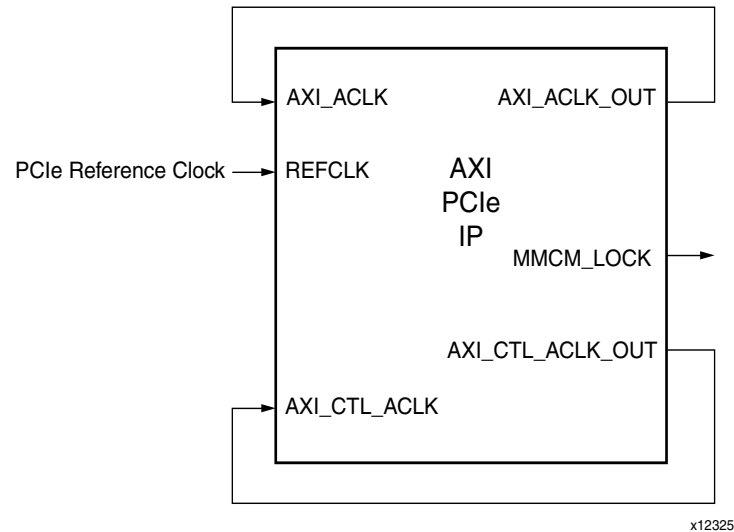 AXI_ACLK AXI_ACLK_OUT
PCIe Reference Clock REFCLK AXI
PCIe
IP
MMCM_LOCK
AXI_CTL_ACLK_OUT
AXI_CTL_ACLK
x12325